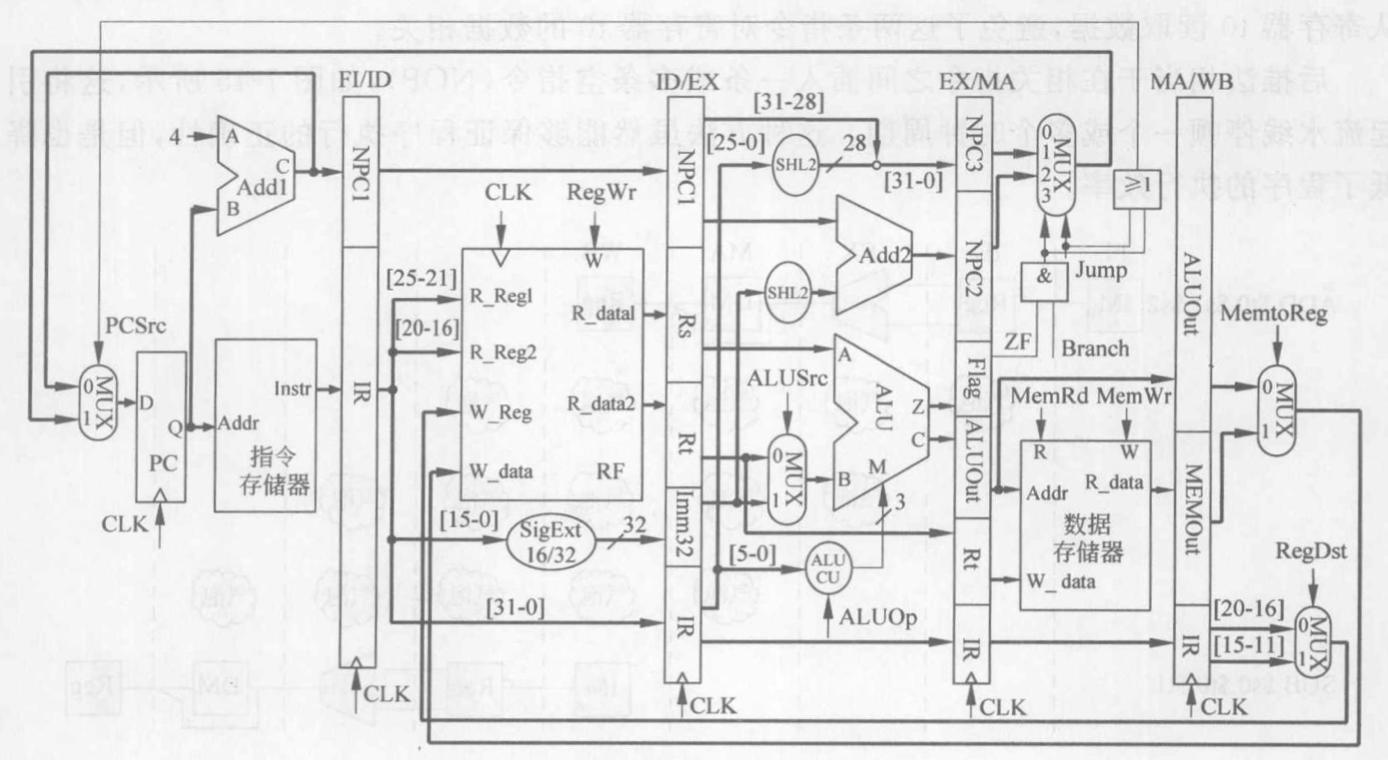 FI/ID
ID/EX
[31-28]
EX/MA
MA/WB
4
A
C
Add1
B
NPC1
CLK
RegWr
W
NPC1
[25-0]
SHL2
28
[31-0]
NPC3
0
1
2
3
MUX
≥1
[25-21]
R_Reg1
[20-16]
R_Reg2
R_data1
Rs
SHL2
Add2
NPC2
&
Jump
ALUOut
MemtoReg
PCSrc
0
1
MUX
D
Q
PC
CLK
Instr
Addr
指令
存储器
IR
W_Reg
R_data2
W_data
RF
Rt
ALUSrc
0
1
MUX
A
B
ALU
Z
C
M
3
ZF
Branch
Flag
ALUOut
MemRd
MemWr
R
W
Addr
R_data
数据
存储器
W data
MEMOut
0
1
MUX
[15-0]
SigExt
16/32
32
Imm32
[5-0]
ALU
CU
ALUOp
Rt
RegDst
[31-0]
IR
IR
IR
[20-16]
[15-11]
0
1
MUX
CLK
CLK
CLK
CLK